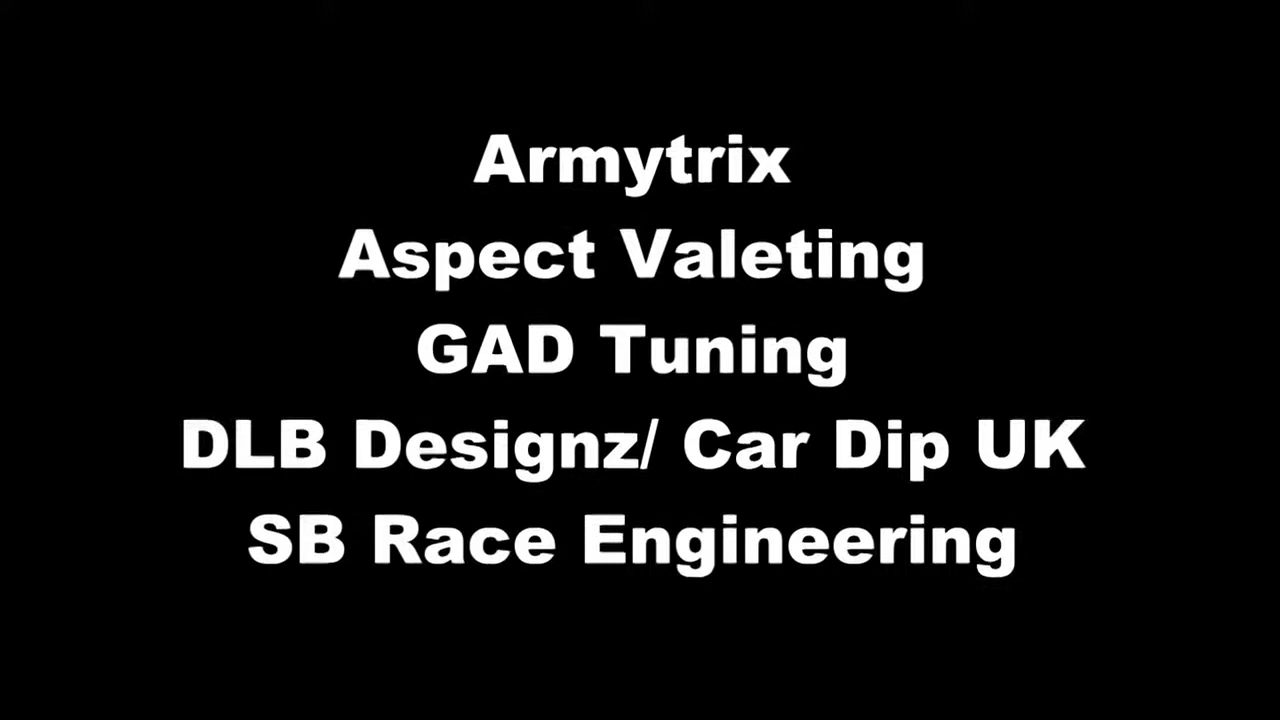 Armytrix
Aspect Valeting
GAD Tuning
DLB Designz/ Car Dip UK
SB Race Engineering